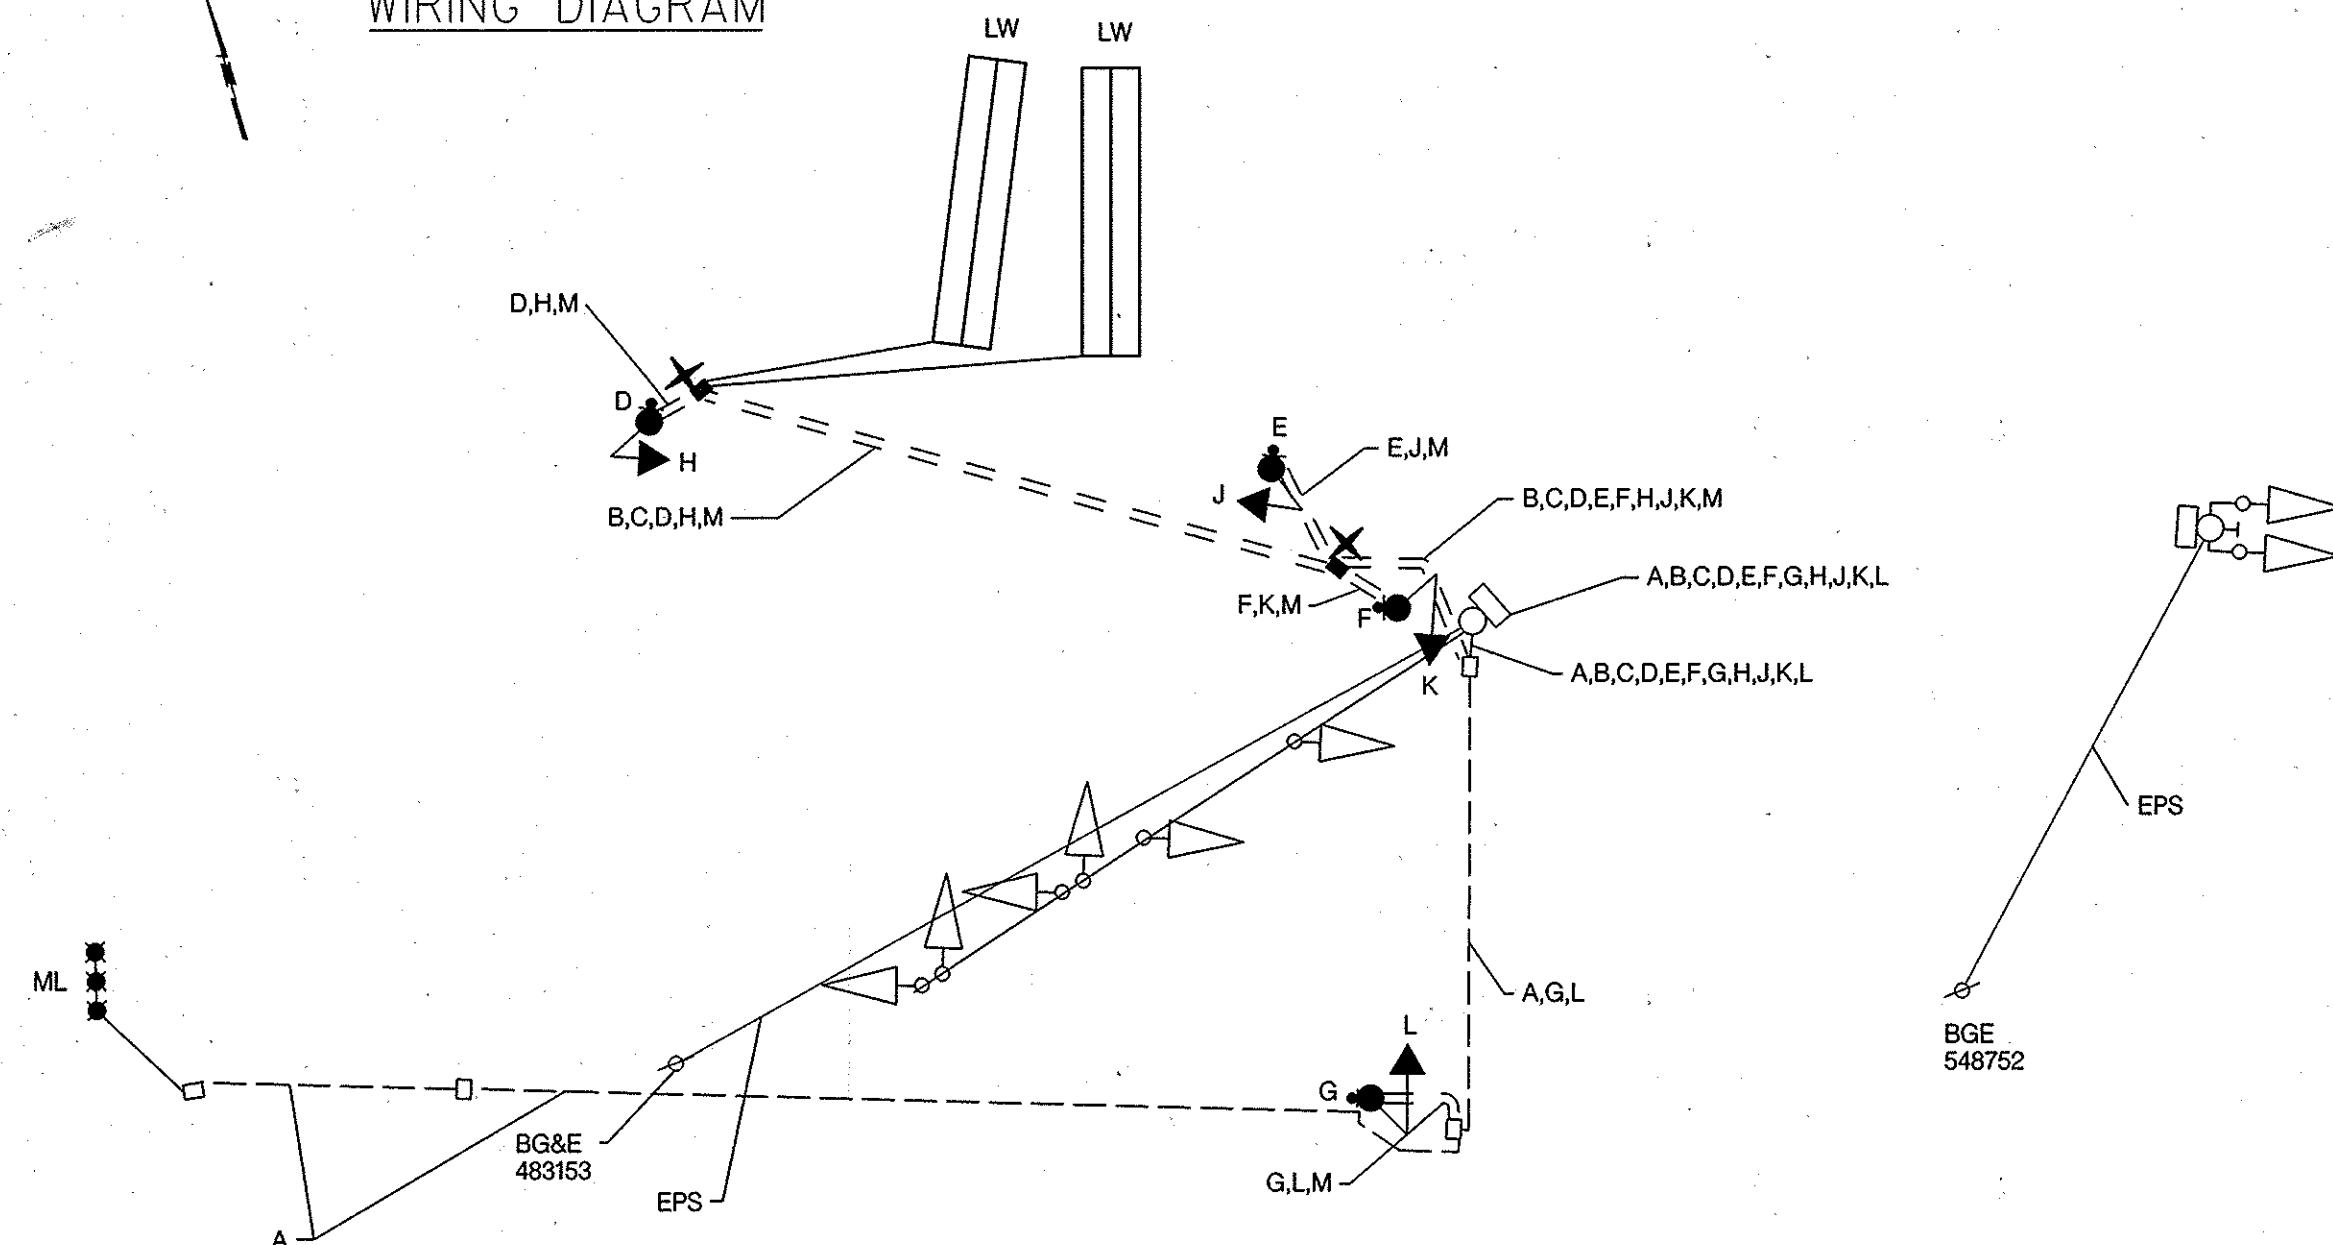 WIRING DIAGRAM
LW
LW
D,H,M
D
H
B,C,D,H,M
E
E,J,M
J
B,C,D,E,F,H,J,K,M
A,B,C,D,E,F,G,H,J,K,L
F,K,M
F
A,B,C,D,E,F,G,H,J,K,L
K
EPS
ML
A,G,L
L
BGE
548752
G
BG&E
483153
G,L,M
EPS
A